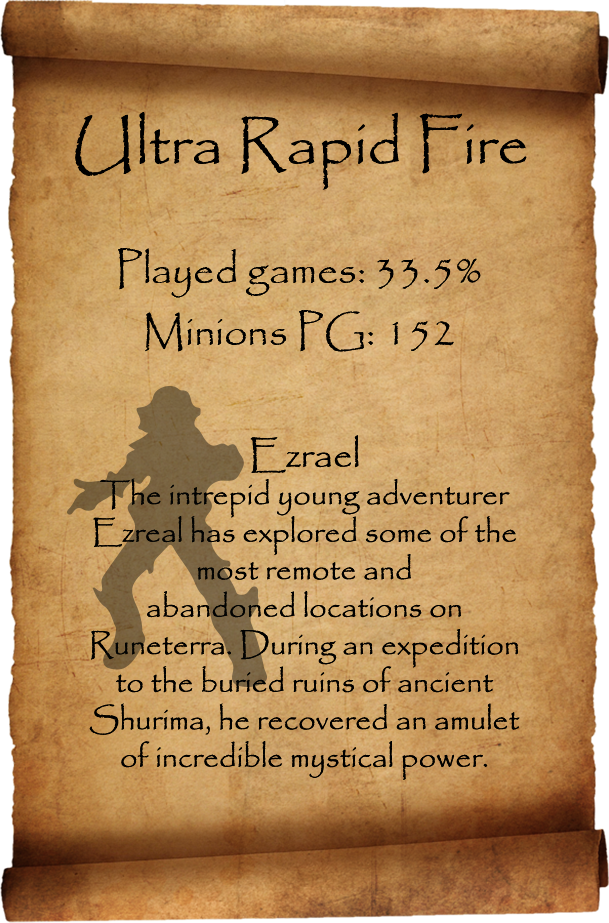 Ultra Rapid Fire
Played games: 33.5%
Minions PG: 152
Ezrael
The intrepid young adventurer
Ezreal has explored some of the
most remote and
abandoned locations on
Runeterra. During an expedition
to the buried ruins of ancient
Shurima, he recovered an amulet
of incredible mystical power.